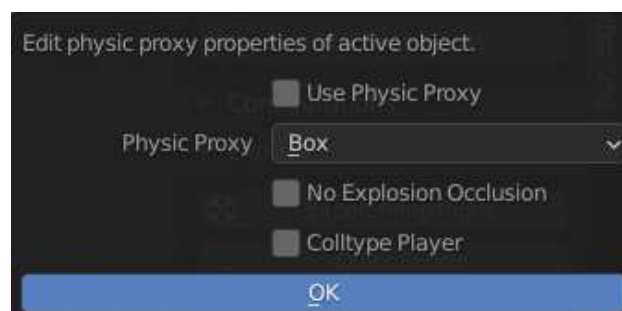 Edit physic proxy properties of active object.
Use Physic Proxy
Physic Proxy Box
No Explosion Occlusion
Colltype Player
OK